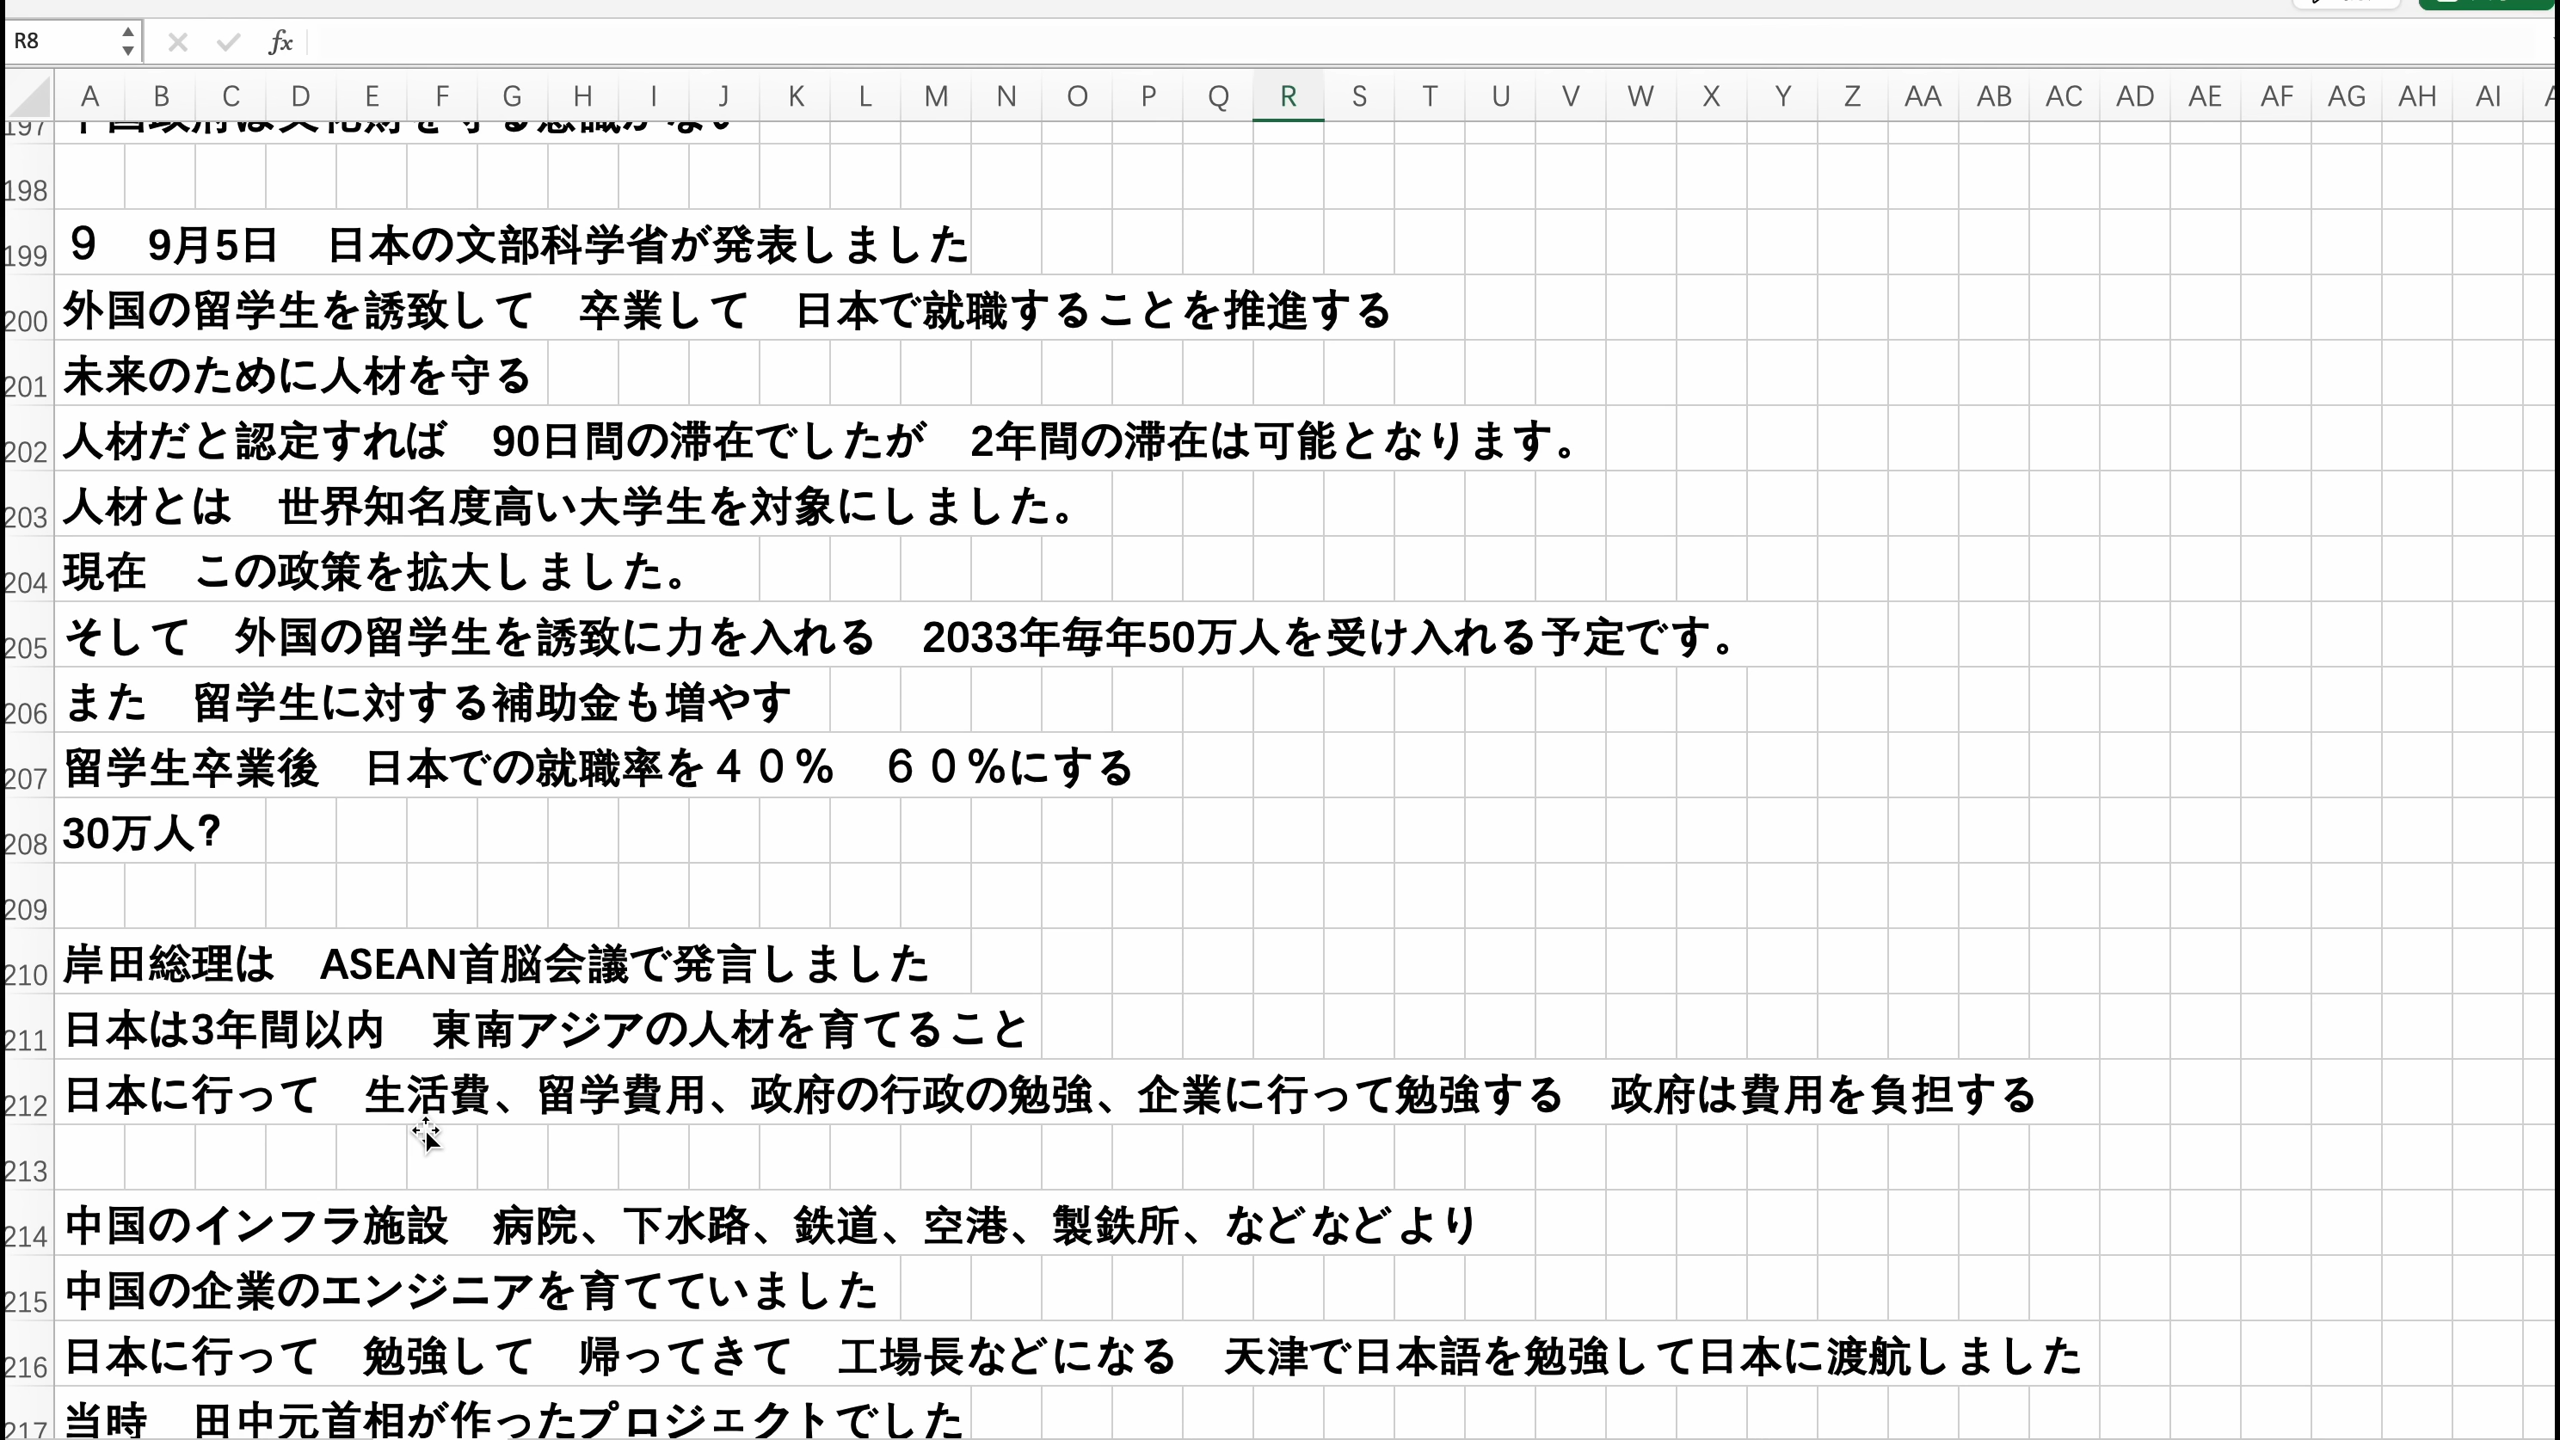 R8
fx
A B C D E F G H I J K L M N O P Q R S T U V W X Y Z AA AB AC AD AE AF AG AH AI
197 中国政府は文化財を守る意識がない
198
199 ９　9月5日　日本の文部科学省が発表しました
200 外国の留学生を誘致して　卒業して　日本で就職することを推進する
201 未来のために人材を守る
202 人材だと認定すれば　90日間の滞在でしたが　2年間の滞在は可能となります。
203 人材とは　世界知名度高い大学生を対象にしました。
204 現在　この政策を拡大しました。
205 そして　外国の留学生を誘致に力を入れる　2033年毎年50万人を受け入れる予定です。
206 また　留学生に対する補助金も増やす
207 留学生卒業後　日本での就職率を４０％　６０％にする
208 30万人？
209
210 岸田総理は　ASEAN首脳会議で発言しました
211 日本は3年間以内　東南アジアの人材を育てること
212 日本に行って　生活費、留学費用、政府の行政の勉強、企業に行って勉強する　政府は費用を負担する
213
214 中国のインフラ施設　病院、下水路、鉄道、空港、製鉄所、などなどより
215 中国の企業のエンジニアを育てていました
216 日本に行って　勉強して　帰ってきて　工場長などになる　天津で日本語を勉強して日本に渡航しました
217 当時　田中元首相が作ったプロジェクトでした